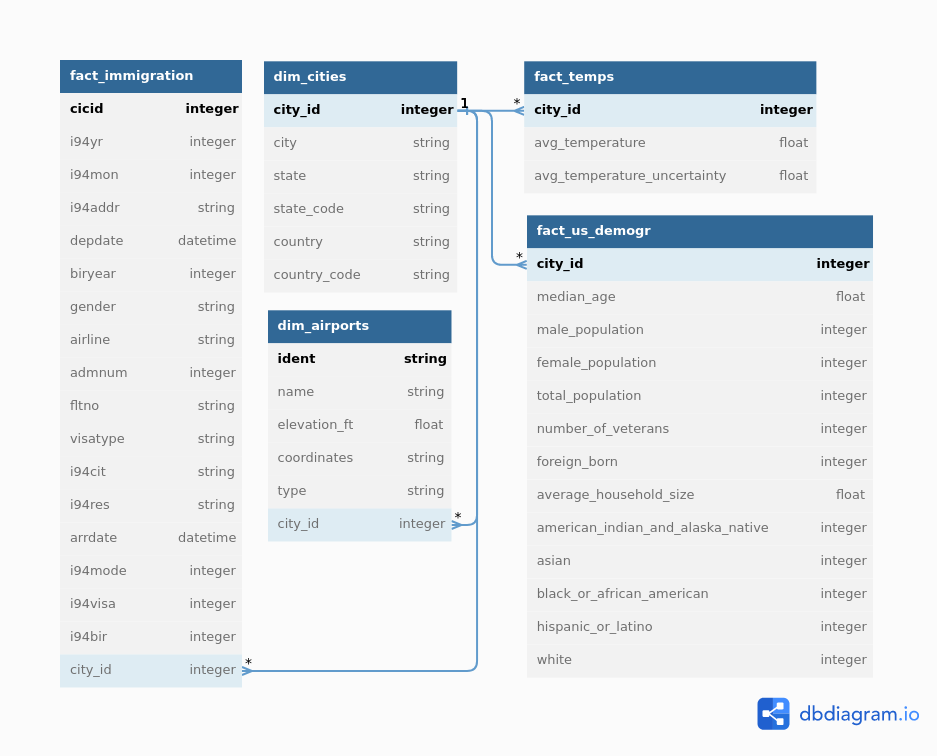 fact_immigration
cicid integer
i94yr integer
i94mon integer
i94addr string
depdate datetime
biryear integer
gender string
airline string
admnum integer
fltno string
visatype string
i94cit string
i94res string
arrdate datetime
i94mode integer
i94visa integer
i94bir integer
city_id integer
*
dim_cities
city_id integer
1
city string
state string
state_code string
country string
country_code string
dim_airports
ident string
name string
elevation_ft float
coordinates string
type string
city_id integer
*
fact_temps
*
city_id integer
avg_temperature float
avg_temperature_uncertainty float
fact_us_demogr
*
city_id integer
median_age float
male_population integer
female_population integer
total_population integer
number_of_veterans integer
foreign_born integer
average_household_size float
american_indian_and_alaska_native integer
asian integer
black_or_african_american integer
hispanic_or_latino integer
white integer
dbdiagram.io